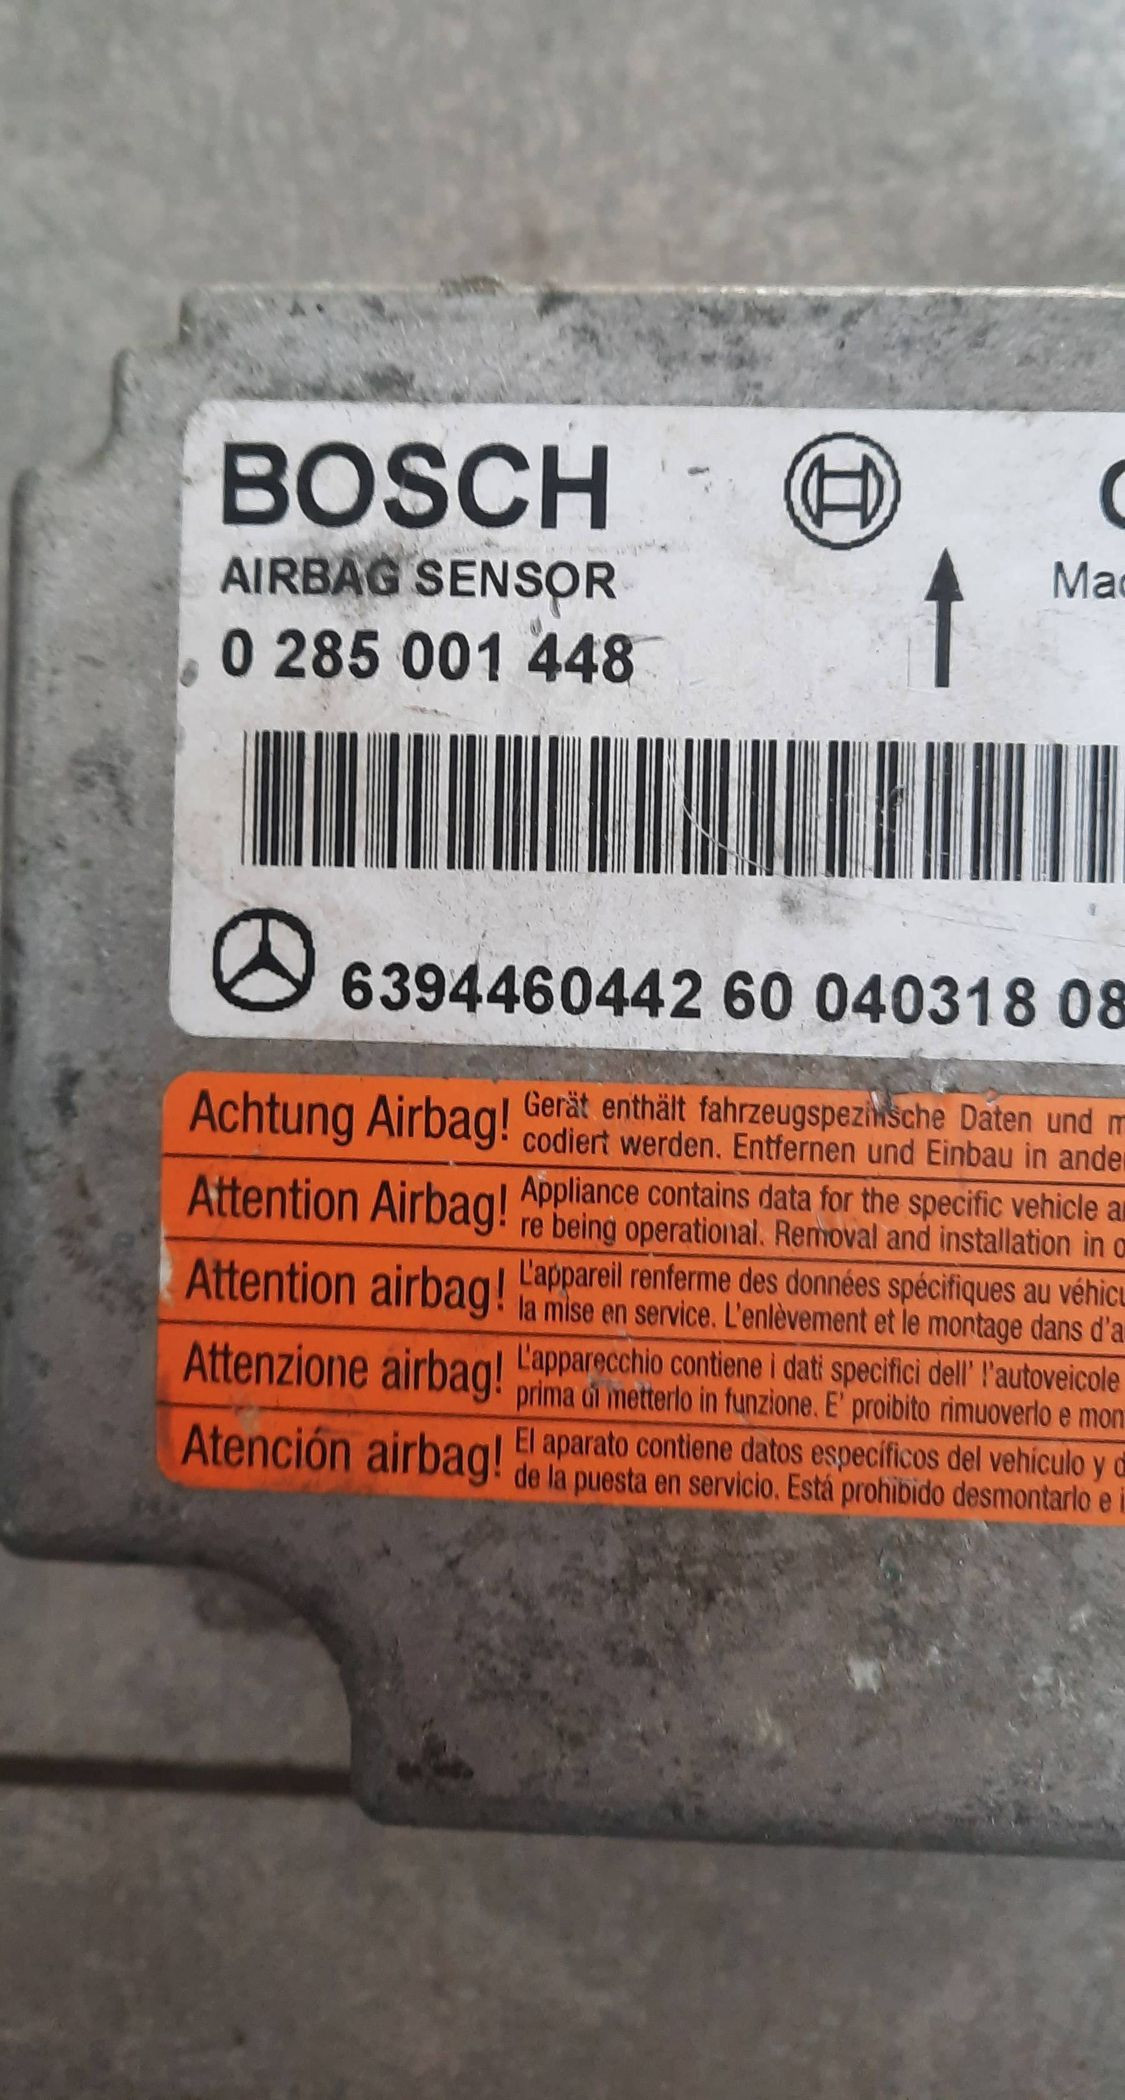 BOSCH
AIRBAG SENSOR
0 285 001 448
6394460442 60 040318 08
Achtung Airbag! Gerät enthält fahrzeugspezifische Daten und
codiert werden. Entfernen und Einbau in
Attention Airbag! Appliance contains data for the specific vehicle
re being operational. Removal and installation in
Attention airbag! L'appareil renferme des données spécifiques au
la mise en service. L'enlèvement et le montage dans
Attenzione airbag! L'apparecchio contiene i dati specifici dell' l'autoveicole
prima di metterlo in funzione. E' proibito rimuoverlo e
Atención airbag! El aparato contiene datos específicos del vehículo y
de la puesta en servicio. Está prohibido desmontarlo e